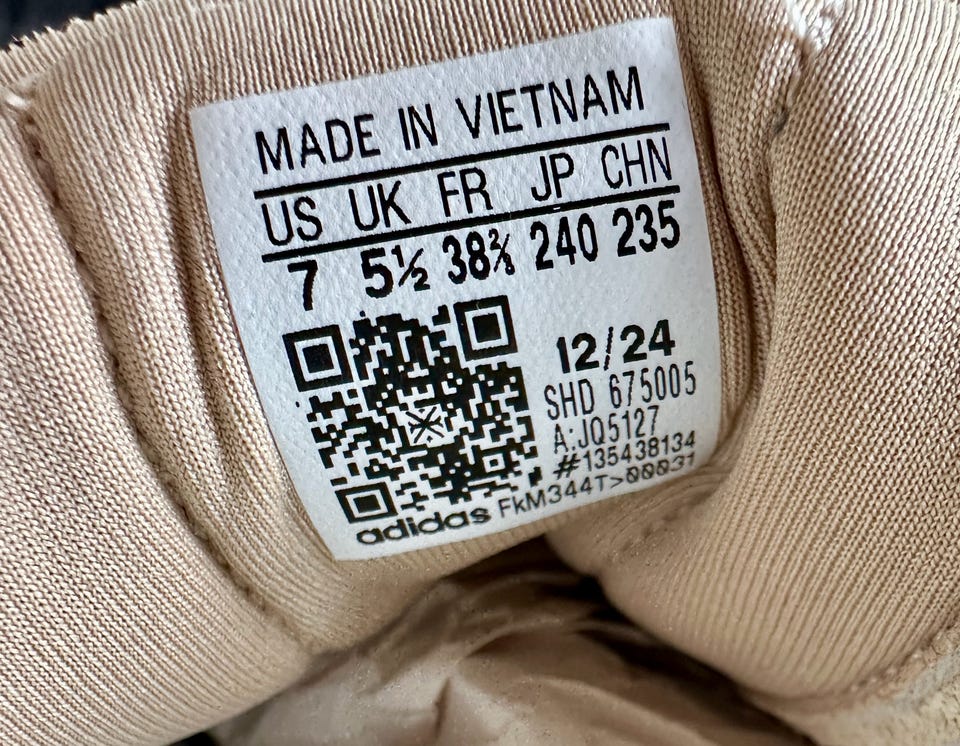 MADE IN VIETNAM
US UK FR JP CHN
7 5½ 38⅔ 240 235
12/24
SHD 675005
A:JQ5127
#135438134
adidas FkM344T>00031